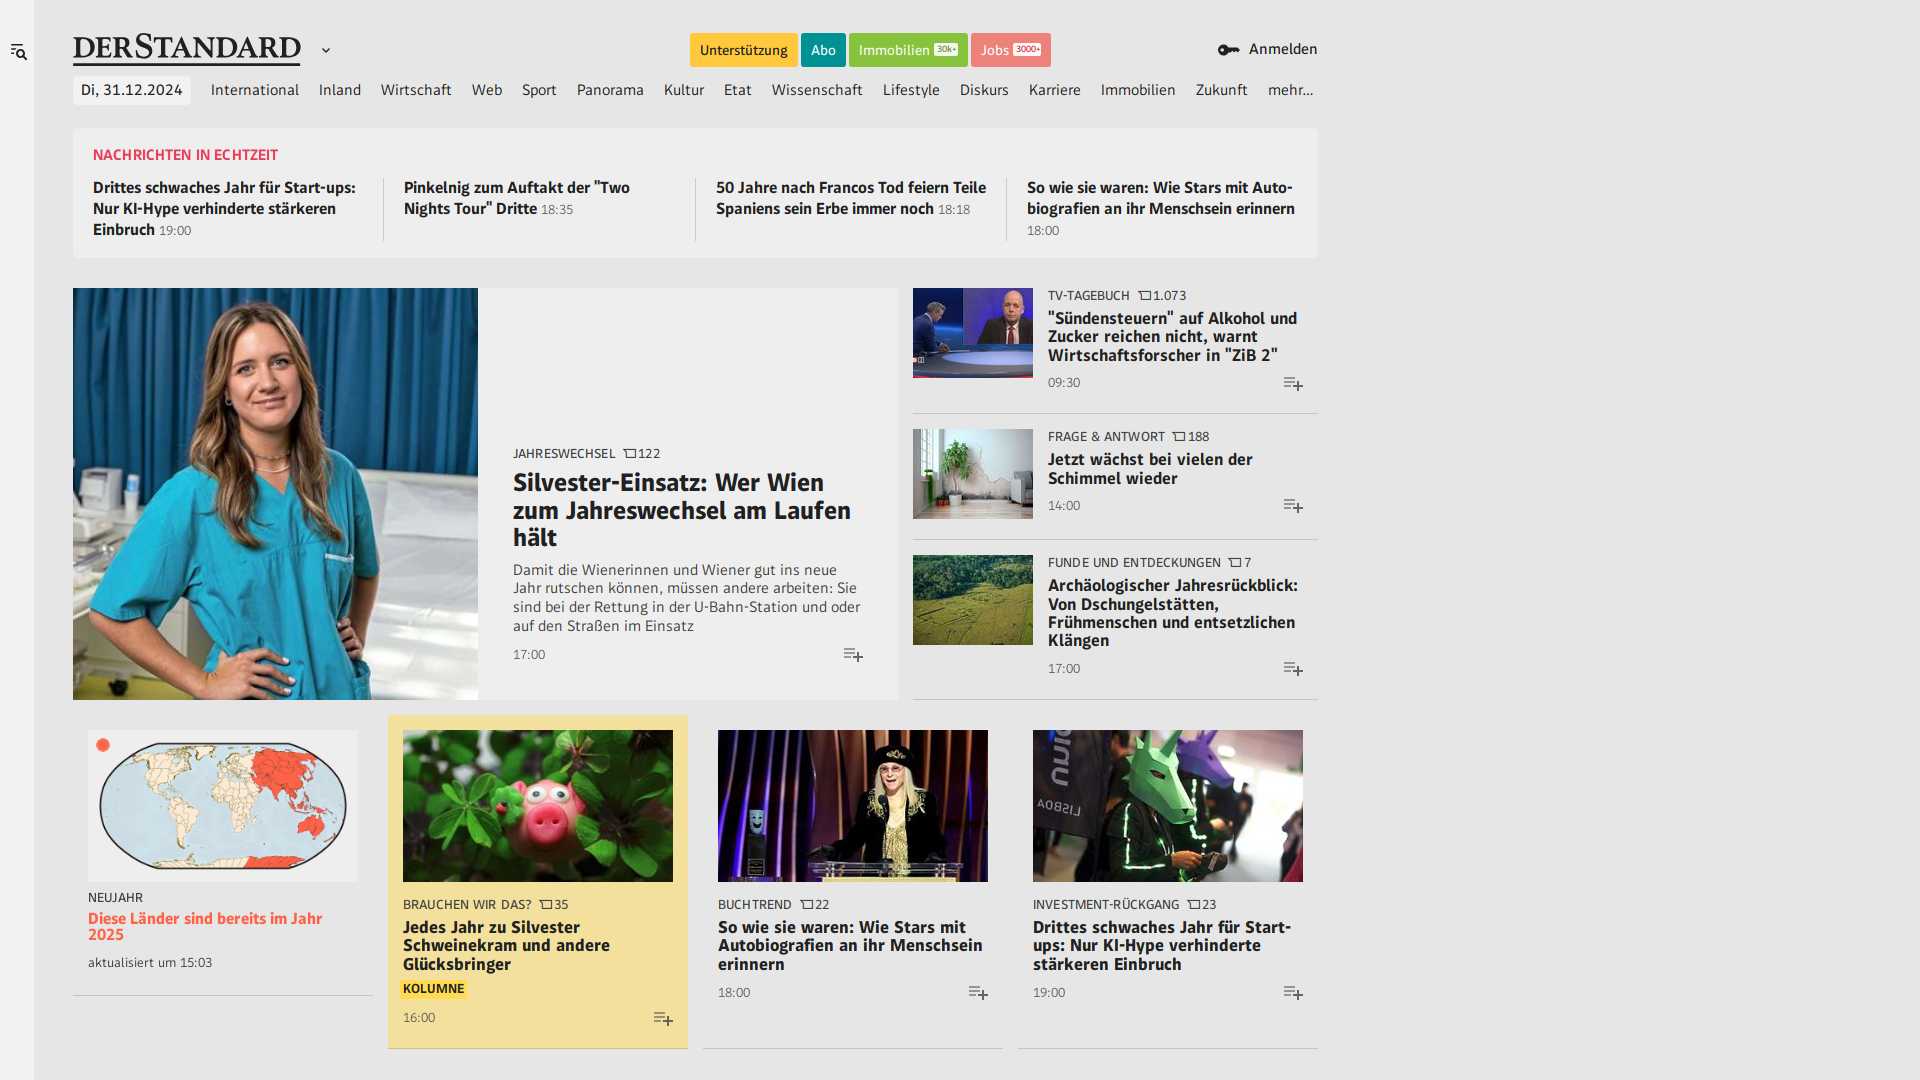 DERSTANDARD
Unterstützung
Abo
Immobilien 30k+
Jobs 3000+
Anmelden
Di, 31.12.2024
International
Inland
Wirtschaft
Web
Sport
Panorama
Kultur
Etat
Wissenschaft
Lifestyle
Diskurs
Karriere
Immobilien
Zukunft
mehr...
NACHRICHTEN IN ECHTZEIT
Drittes schwaches Jahr für Start-ups:
Nur KI-Hype verhinderte stärkeren
Einbruch 19:00
Pinkelnig zum Auftakt der "Two
Nights Tour" Dritte 18:35
50 Jahre nach Francos Tod feiern Teile
Spaniens sein Erbe immer noch 18:18
So wie sie waren: Wie Stars mit Auto-
biografien an ihr Menschsein erinnern
18:00
JAHRESWECHSEL 122
Silvester-Einsatz: Wer Wien
zum Jahreswechsel am Laufen
hält
Damit die Wienerinnen und Wiener gut ins neue
Jahr rutschen können, müssen andere arbeiten: Sie
sind bei der Rettung in der U-Bahn-Station und oder
auf den Straßen im Einsatz
17:00
TV-TAGEBUCH 1.073
"Sündensteuern" auf Alkohol und
Zucker reichen nicht, warnt
Wirtschaftsforscher in "ZiB 2"
09:30
FRAGE & ANTWORT 188
Jetzt wächst bei vielen der
Schimmel wieder
14:00
FUNDE UND ENTDECKUNGEN 7
Archäologischer Jahresrückblick:
Von Dschungelstätten,
Frühmenschen und entsetzlichen
Klängen
17:00
NEUJAHR
Diese Länder sind bereits im Jahr
2025
aktualisiert um 15:03
BRAUCHEN WIR DAS? 35
Jedes Jahr zu Silvester
Schweinekram und andere
Glücksbringer
KOLUMNE
16:00
BUCHTREND 22
So wie sie waren: Wie Stars mit
Autobiografien an ihr Menschsein
erinnern
18:00
LISBOA
INVESTMENT-RÜCKGANG 23
Drittes schwaches Jahr für Start-
ups: Nur KI-Hype verhinderte
stärkeren Einbruch
19:00